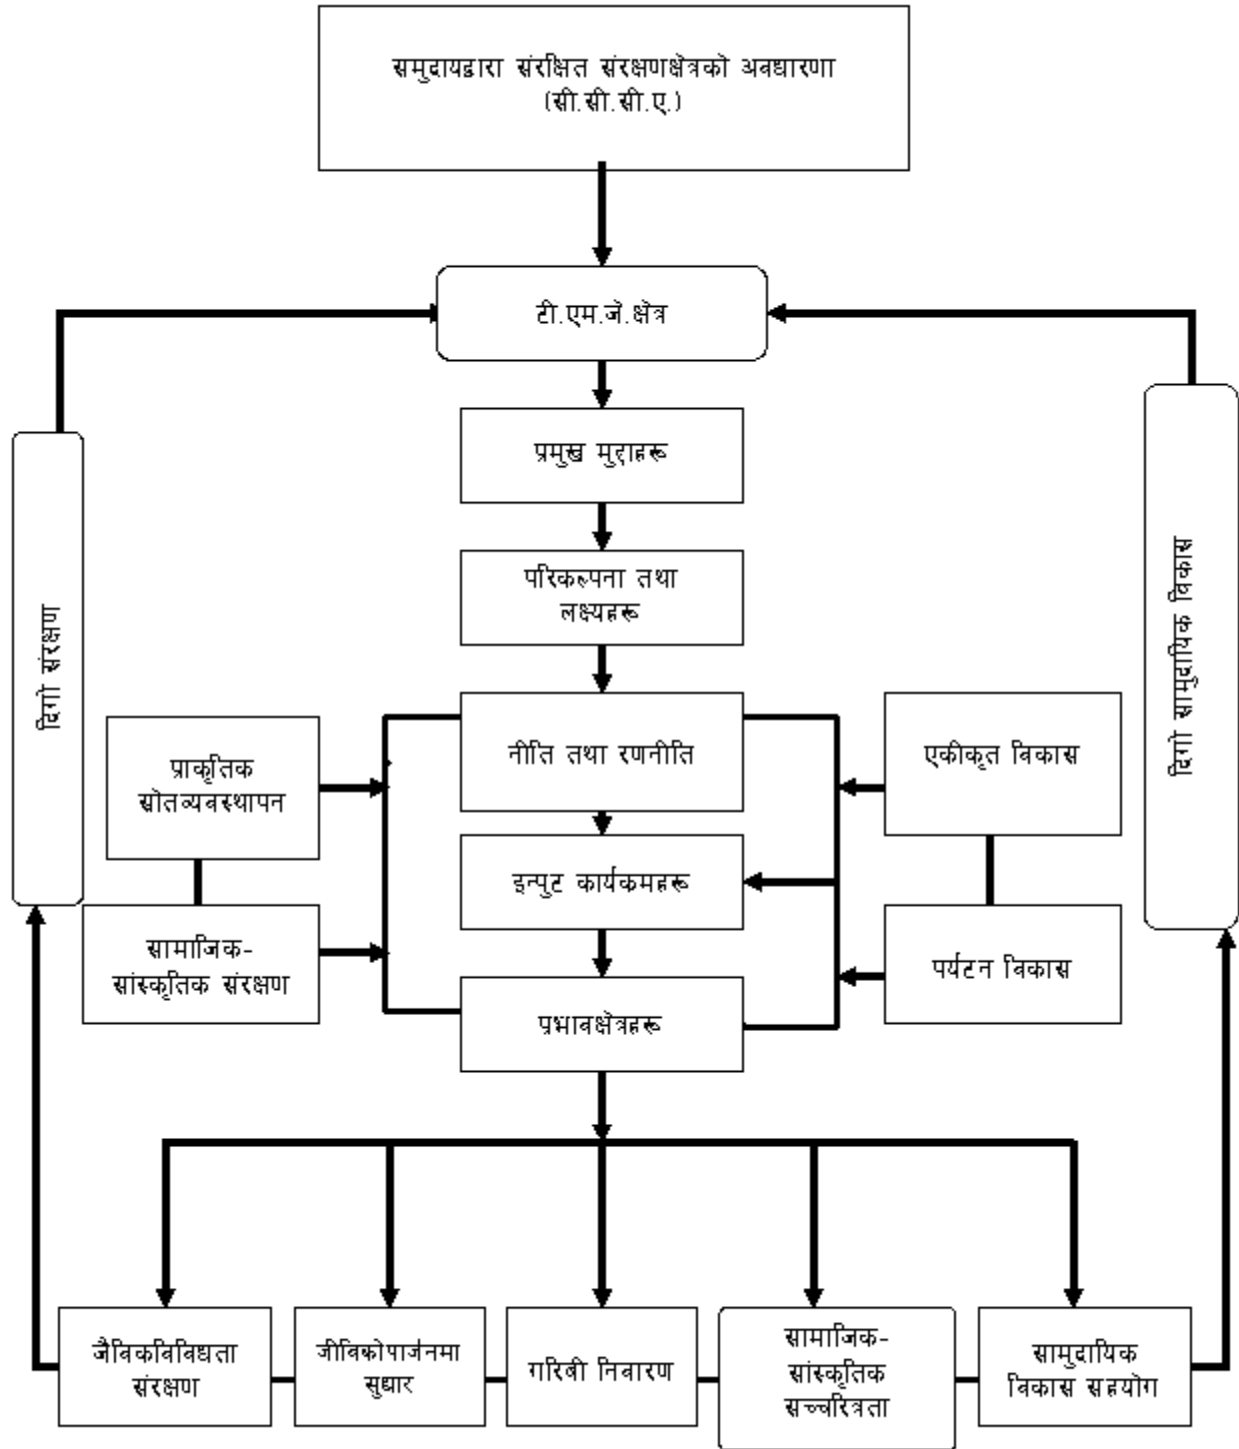 समुदायद्वारा संरक्षित संरक्षणक्षेत्रको अवधारणा
(सी.सी.सी.ए.)
टी.एम.जे.क्षेत्र
प्रमुख मुद्दाहरू
परिकल्पना तथा
लक्ष्यहरू
दिगो संरक्षण
दिगो सामुदायिक विकास
नीति तथा रणनीति
प्राकृतिक
स्रोतव्यवस्थापन
एकीकृत विकास
इन्पुट कार्यकमहरू
सामाजिक-
सांस्कृतिक संरक्षण
पर्यटन विकास
प्रभावक्षेत्रहरू
जैविकविविधता
संरक्षण
जीविकोपार्जनमा
सुधार
गरिबी निवारण
सामाजिक-
सांस्कृतिक
सच्चरित्रता
सामुदायिक
विकास सहयोग